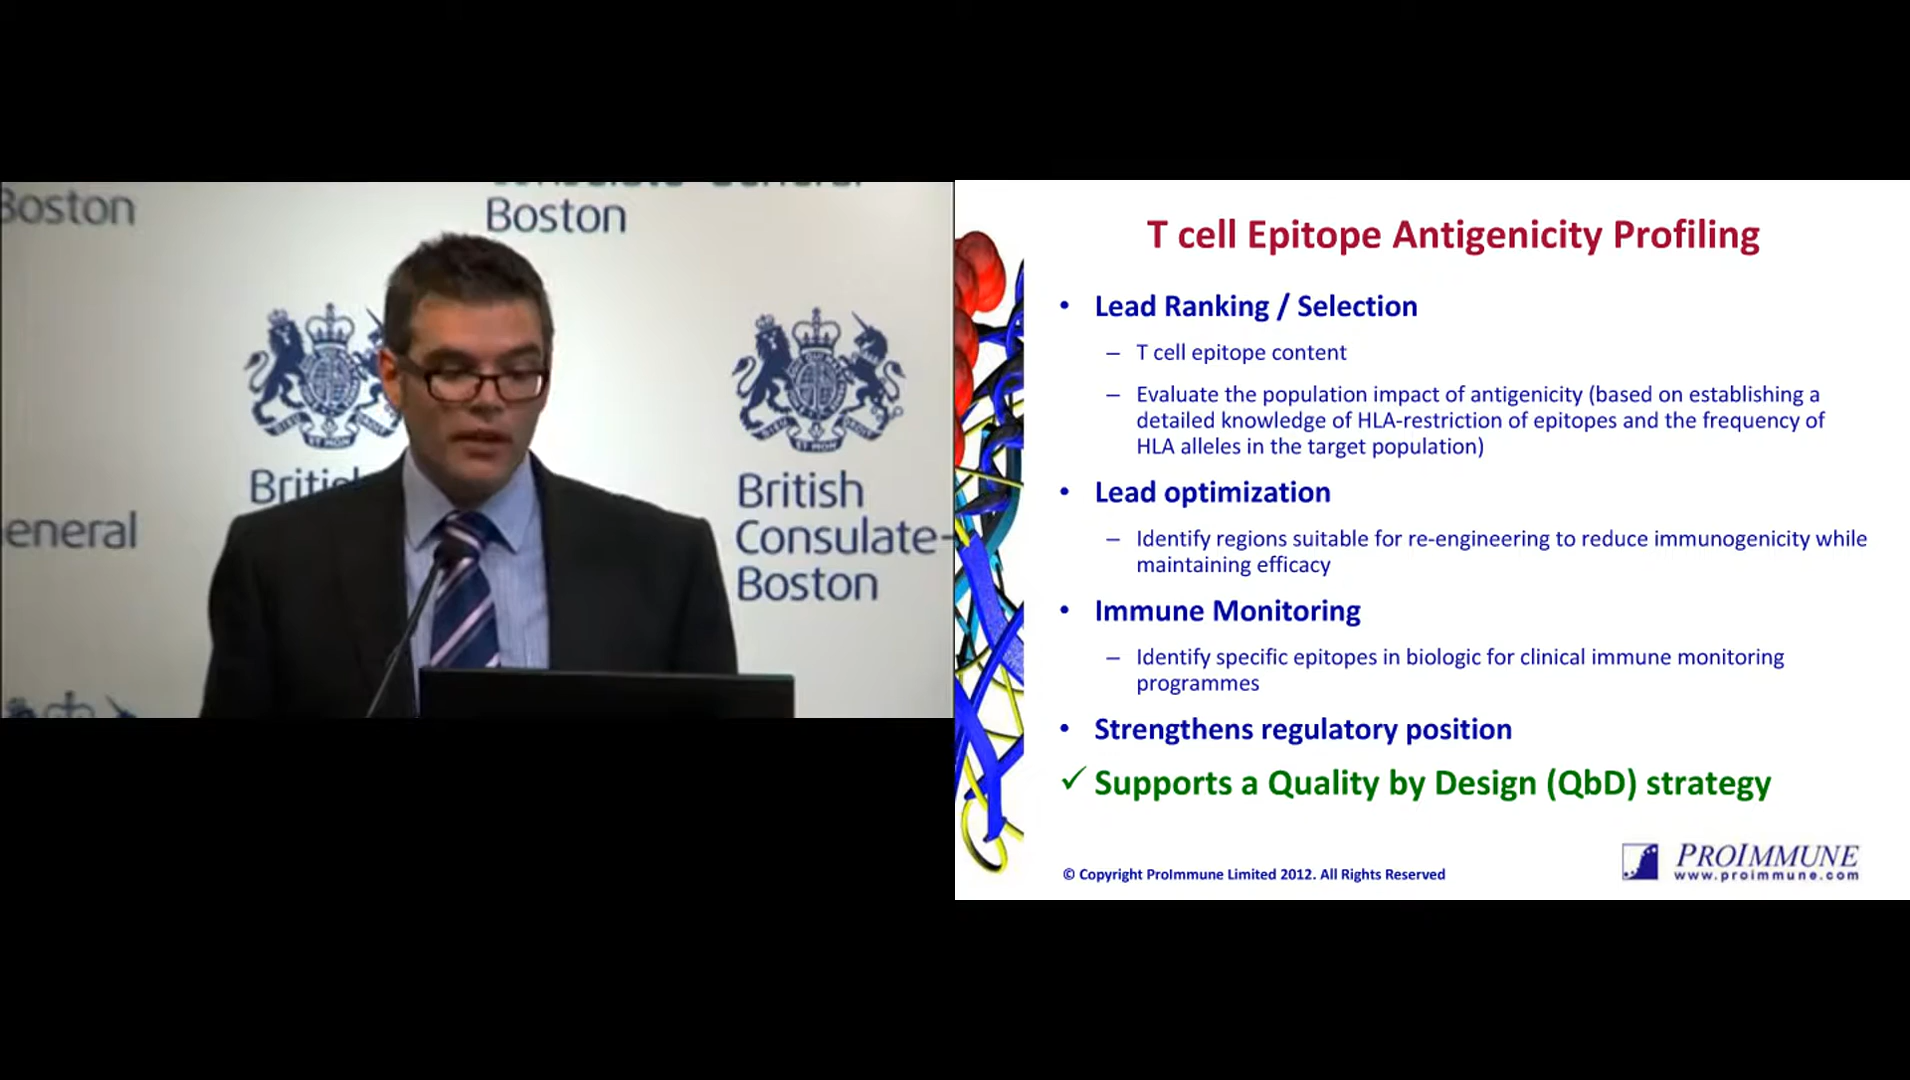 Boston
Consulate-General
Boston
British
British
Consulate-
Boston
eneral
T cell Epitope Antigenicity Profiling
• Lead Ranking / Selection
– T cell epitope content
– Evaluate the population impact of antigenicity (based on establishing a
detailed knowledge of HLA-restriction of epitopes and the frequency of
HLA alleles in the target population)
• Lead optimization
– Identify regions suitable for re-engineering to reduce immunogenicity while
maintaining efficacy
• Immune Monitoring
– Identify specific epitopes in biologic for clinical immune monitoring
programmes
• Strengthens regulatory position
✓ Supports a Quality by Design (QbD) strategy
© Copyright ProImmune Limited 2012. All Rights Reserved
PROIMMUNE
www.proimmune.com